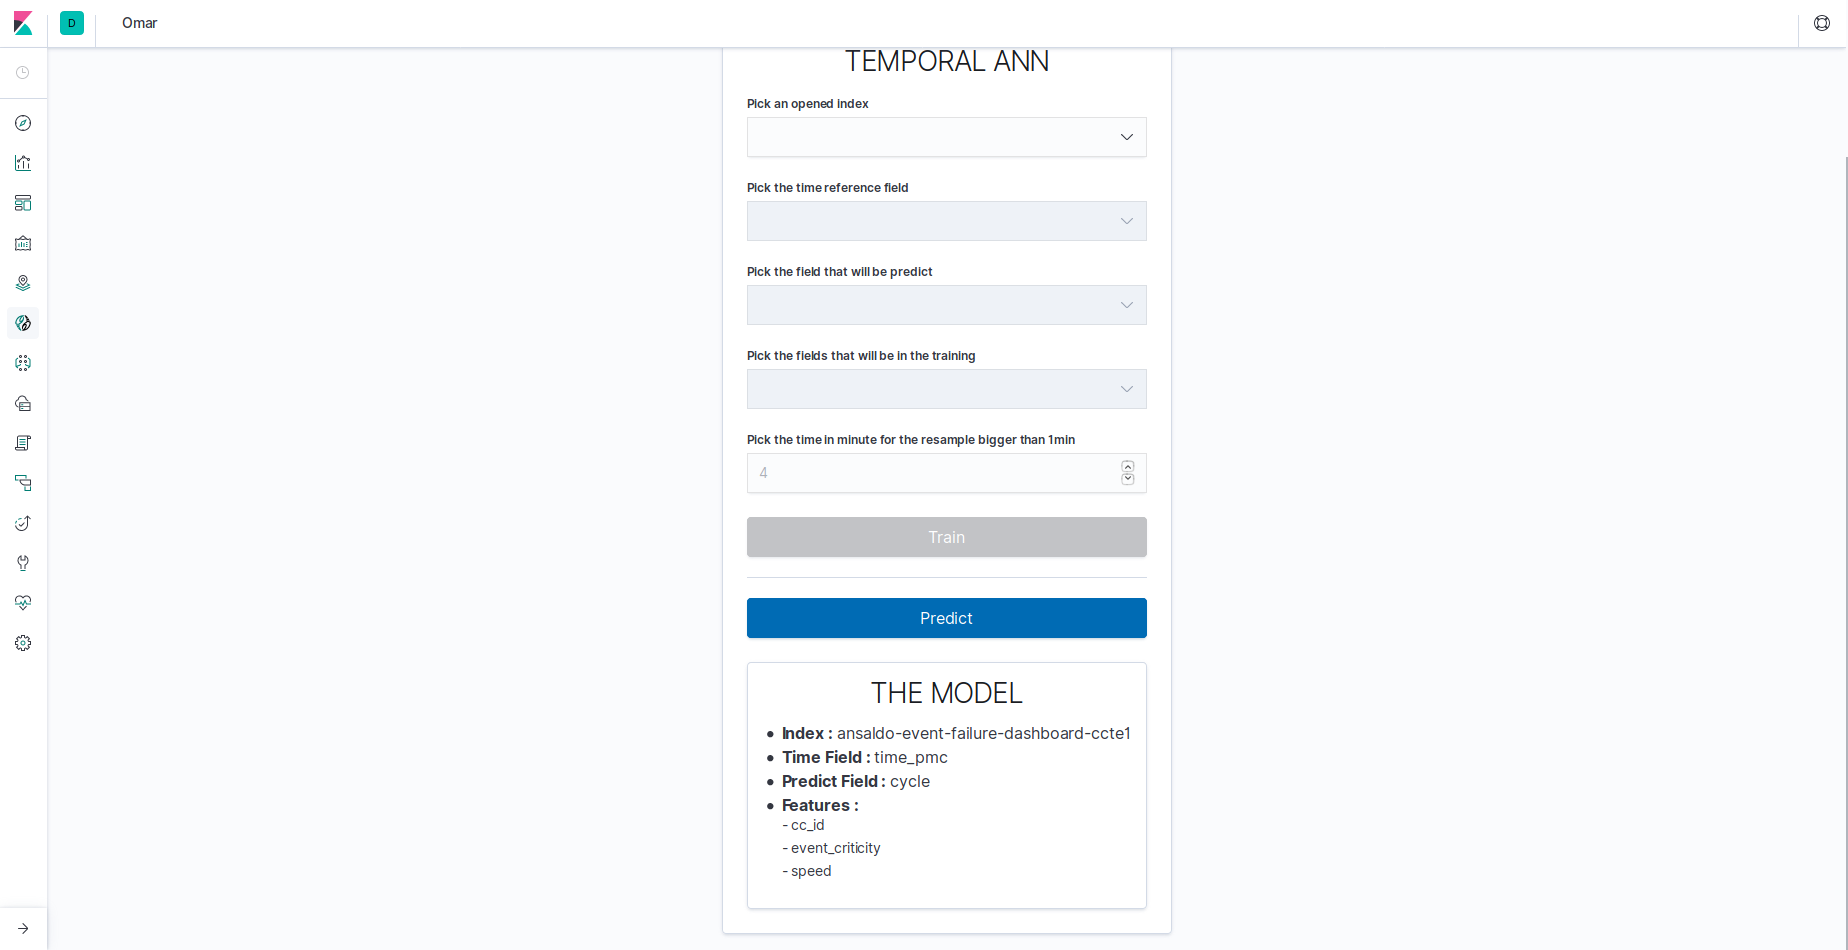 D
Omar
TEMPORAL ANN
Pick an opened index
Pick the time reference field
Pick the field that will be predict
Pick the fields that will be in the training
Pick the time in minute for the resample bigger than 1min
4
Train
Predict
THE MODEL
• Index : ansaldo-event-failure-dashboard-ccte1
• Time Field : time_pmc
• Predict Field : cycle
• Features :
- cc_id
- event_criticity
- speed